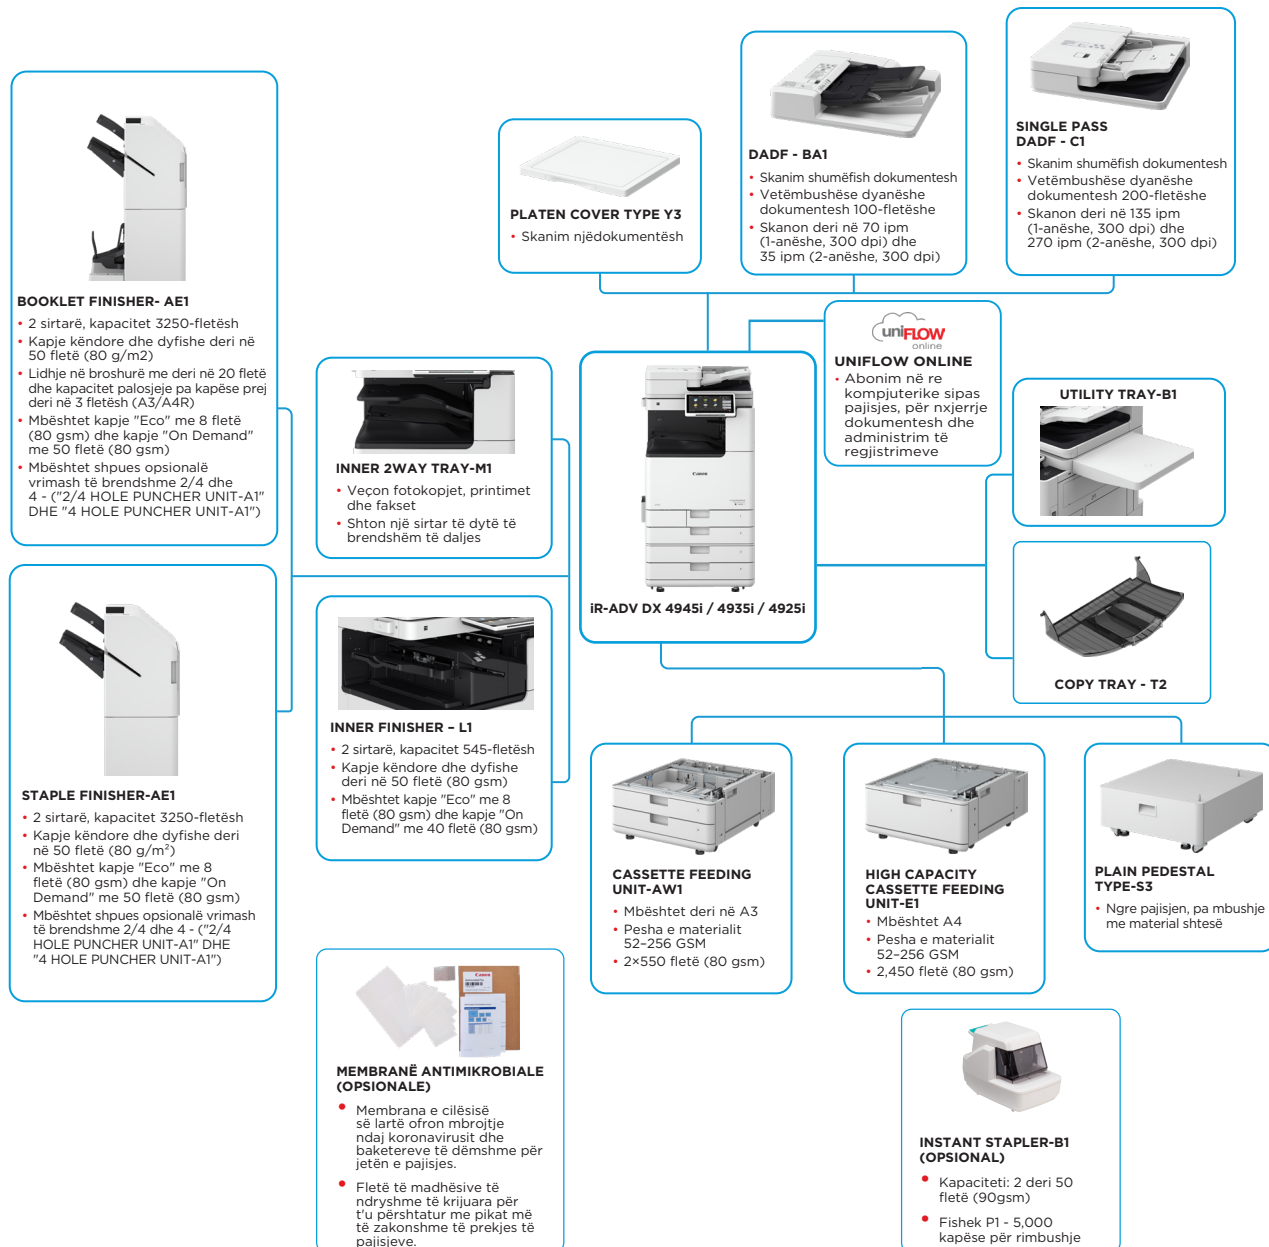 BOOKLET FINISHER- AE1
• 2 sirtarë, kapacitet 3250-fletësh
• Kapje këndore dhe dyfishe deri në
50 fletë (80 g/m2)
• Lidhje në broshurë me deri në 20 fletë
dhe kapacitet palosjeje pa kapëse prej
deri në 3 fletësh (A3/A4R)
• Mbështet kapje "Eco" me 8 fletë
(80 gsm) dhe kapje "On Demand"
me 50 fletë (80 gsm)
• Mbështet shpues opsionalë
vrimash të brendshme 2/4 dhe
4 - ("2/4 HOLE PUNCHER UNIT-A1"
DHE "4 HOLE PUNCHER UNIT-A1")
STAPLE FINISHER-AE1
• 2 sirtarë, kapacitet 3250-fletësh
• Kapje këndore dhe dyfishe deri
në 50 fletë (80 g/m²)
• Mbështet kapje "Eco" me 8
fletë (80 gsm) dhe kapje "On
Demand" me 50 fletë (80 gsm)
• Mbështet shpues opsionalë vrimash
të brendshme 2/4 dhe 4 - ("2/4
HOLE PUNCHER UNIT-A1" DHE
"4 HOLE PUNCHER UNIT-A1")
INNER 2WAY TRAY-M1
• Veçon fotokopjet, printimet
dhe fakset
• Shton një sirtar të dytë të
brendshëm të daljes
INNER FINISHER – L1
• 2 sirtarë, kapacitet 545-fletësh
• Kapje këndore dhe dyfishe
deri në 50 fletë (80 gsm)
• Mbështet kapje "Eco" me 8
fletë (80 gsm) dhe kapje "On
Demand" me 40 fletë (80 gsm)
PLATEN COVER TYPE Y3
• Skanim njëdokumentësh
DADF - BA1
• Skanim shumëfish dokumentesh
• Vetëmbushëse dyanëshe
dokumentesh 100-fletëshe
• Skanon deri në 70 ipm
(1-anëshe, 300 dpi) dhe
35 ipm (2-anëshe, 300 dpi)
SINGLE PASS
DADF - C1
• Skanim shumëfish dokumentesh
• Vetëmbushëse dyanëshe
dokumentesh 200-fletëshe
• Skanon deri në 135 ipm
(1-anëshe, 300 dpi) dhe
270 ipm (2-anëshe, 300 dpi)
uniFLOW
online
UNIFLOW ONLINE
• Abonim në re
kompjuterike sipas
pajisjes, për nxjerrje
dokumentesh dhe
administrim të
regjistrimeve
Canon
iR-ADV DX 4945i / 4935i / 4925i
UTILITY TRAY-B1
COPY TRAY - T2
CASSETTE FEEDING
UNIT-AW1
• Mbështet deri në A3
• Pesha e materialit
52–256 GSM
• 2×550 fletë (80 gsm)
HIGH CAPACITY
CASSETTE FEEDING
UNIT-E1
• Mbështet A4
• Pesha e materialit
52–256 GSM
• 2,450 fletë (80 gsm)
PLAIN PEDESTAL
TYPE-S3
• Ngre pajisjen, pa mbushje
me material shtesë
Canon
MEMBRANË ANTIMIKROBIALE
(OPSIONALE)
• Membrana e cilësisë
së lartë ofron mbrojtje
ndaj koronavirusit dhe
baketereve të dëmshme për
jetën e pajisjes.
• Fletë të madhësive të
ndryshme të krijuara për
t'u përshtatur me pikat më
të zakonshme të prekjes të
pajisjeve.
INSTANT STAPLER-B1
(OPSIONAL)
• Kapaciteti: 2 deri 50
fletë (90gsm)
• Fishek P1 - 5,000
kapëse për rimbushje